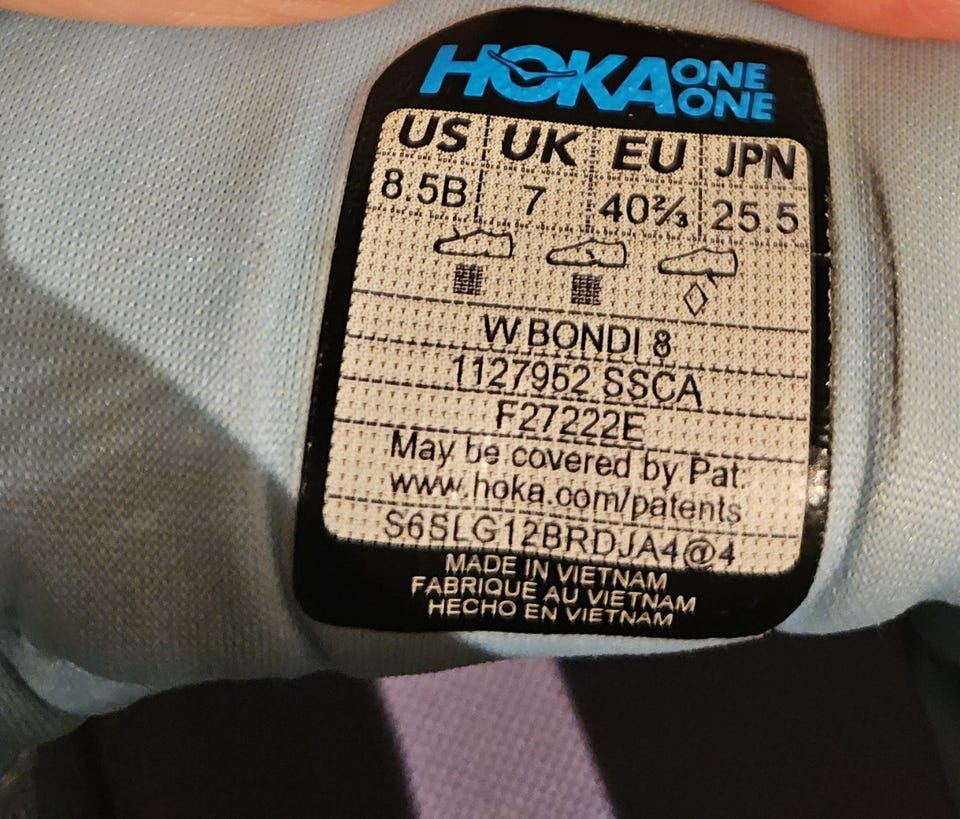 HOKA ONE ONE
US UK EU JPN
8.5B 7 40⅔ 25.5
W BONDI 8
1127952 SSCA
F27222E
May be covered by Pat:
www.hoka.com/patents
S6SLG12BRDJA4@4
MADE IN VIETNAM
FABRIQUE AU VIETNAM
HECHO EN VIETNAM